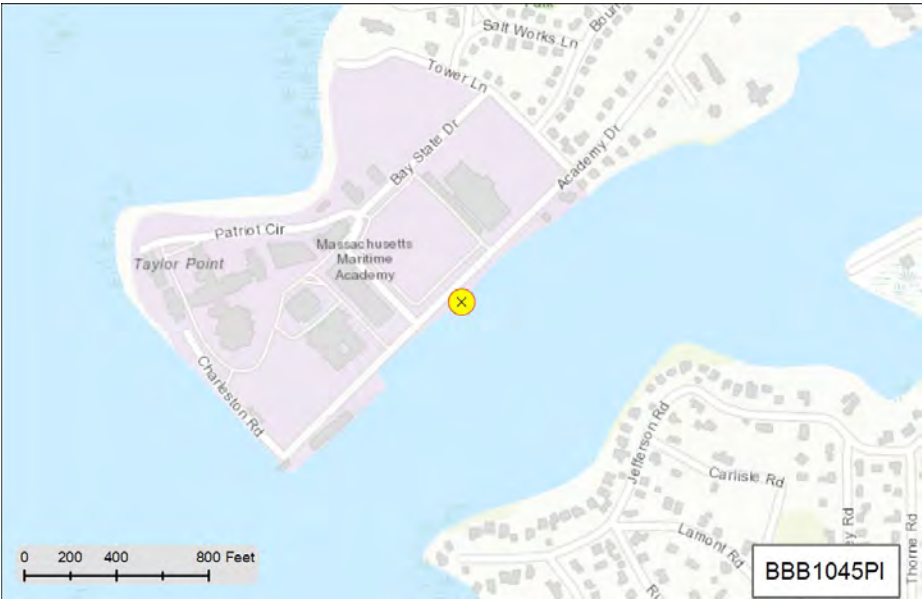 Salt Works Ln
Tower Ln
Bay State Dr
Academy Dr
Patriot Cir
Massachusetts
Maritime
Academy
Taylor Point
Charleston Rd
Jefferson Rd
Carlisle Rd
Lamont Rd
Thorne Rd
0 200 400 800 Feet
BBB1045PI